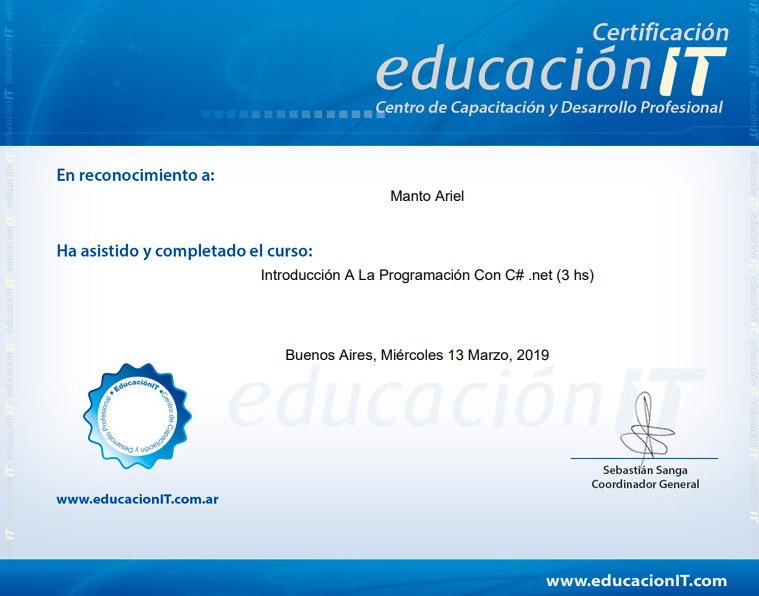 Certificación
educaciónIT
Centro de Capacitación y Desarrollo Profesional
En reconocimiento a:
Manto Ariel
Ha asistido y completado el curso:
Introducción A La Programación Con C# .net (3 hs)
Buenos Aires, Miércoles 13 Marzo, 2019
educaciónIT
• EducaciónIT • Centro de Capacitación y Desarrollo Profesional
Sebastián Sanga
Coordinador General
www.educacionIT.com.ar
www.educacionIT.com